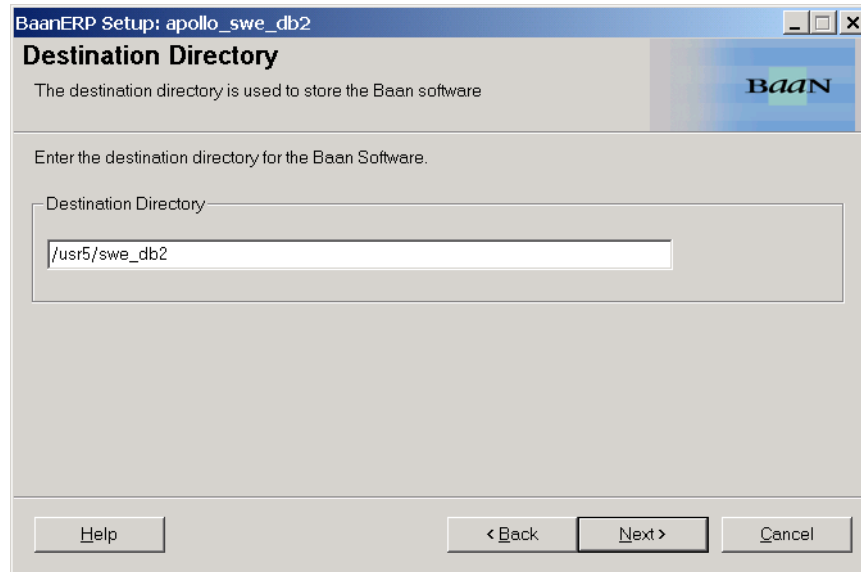 BaanERP Setup: apollo_swe_db2
Destination Directory
The destination directory is used to store the Baan software
BaaN
Enter the destination directory for the Baan Software.
Destination Directory
/usr5/swe_db2
Help
< Back
Next >
Cancel